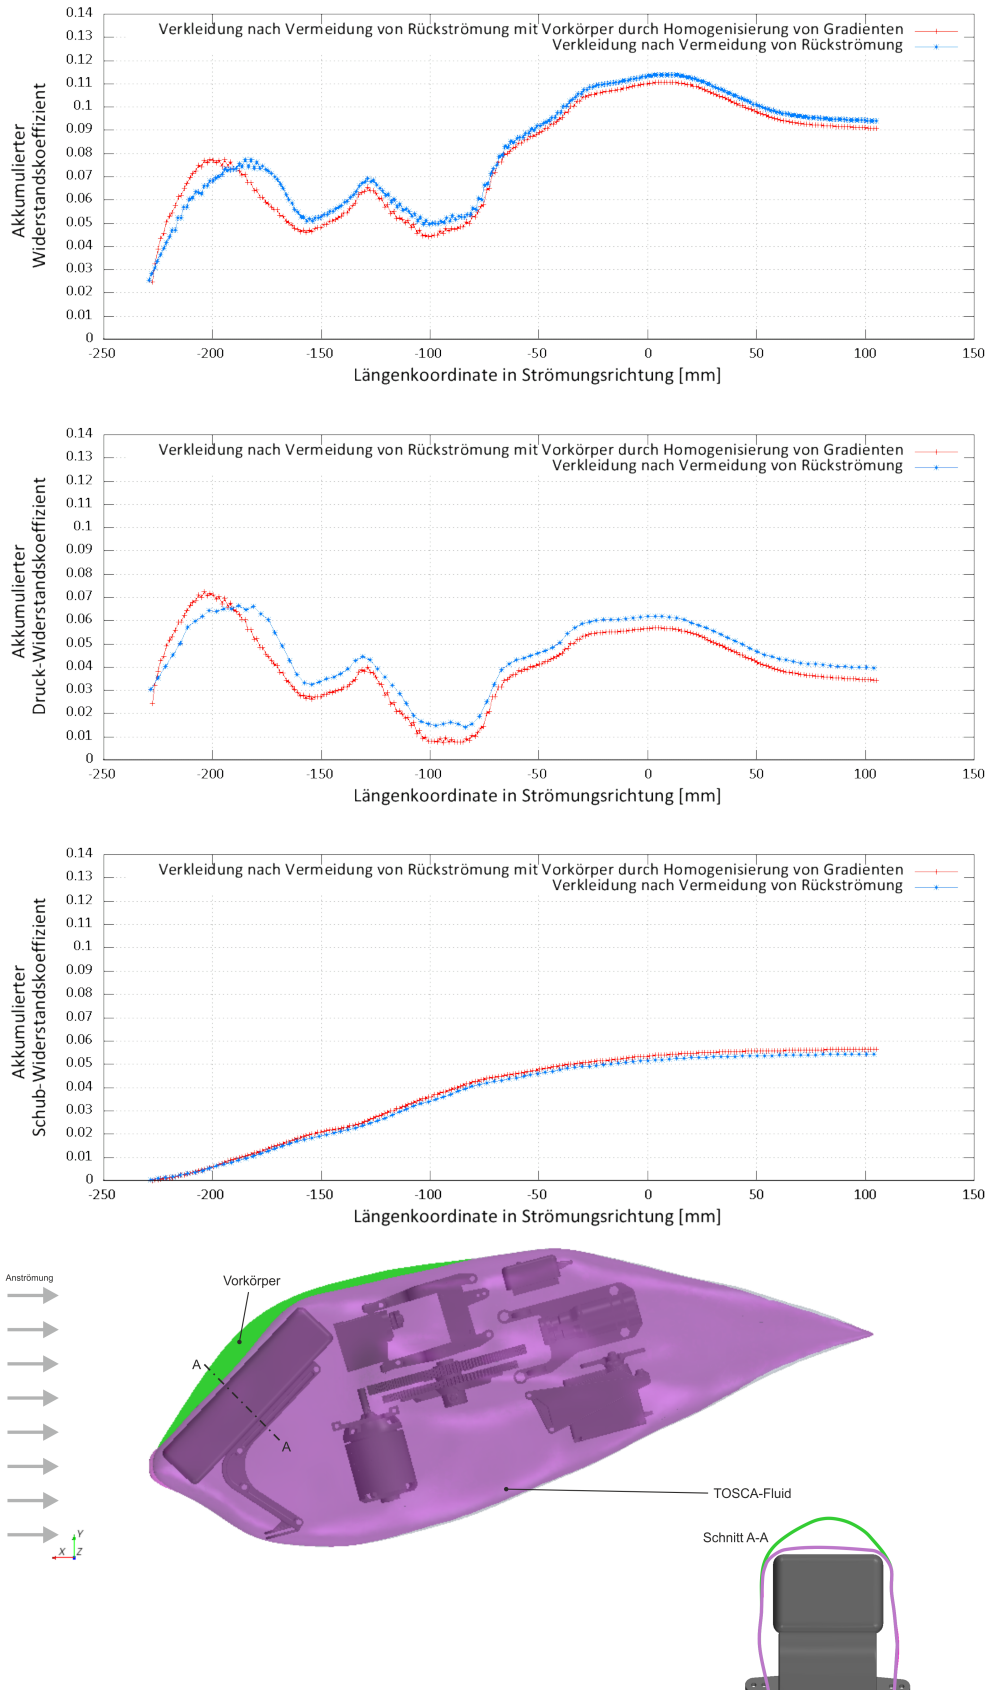 Verkleidung nach Vermeidung von Rückströmung mit Vorkörper durch Homogenisierung von Gradienten
Verkleidung nach Vermeidung von Rückströmung
Akkumulierter
Widerstandskoeffizient
0.14
0.13
0.12
0.11
0.1
0.09
0.08
0.07
0.06
0.05
0.04
0.03
0.02
0.01
0
-250 -200 -150 -100 -50 0 50 100 150
Längenkoordinate in Strömungsrichtung [mm]
Verkleidung nach Vermeidung von Rückströmung mit Vorkörper durch Homogenisierung von Gradienten
Verkleidung nach Vermeidung von Rückströmung
Akkumulierter
Druck-Widerstandskoeffizient
0.14
0.13
0.12
0.11
0.1
0.09
0.08
0.07
0.06
0.05
0.04
0.03
0.02
0.01
0
-250 -200 -150 -100 -50 0 50 100 150
Längenkoordinate in Strömungsrichtung [mm]
Verkleidung nach Vermeidung von Rückströmung mit Vorkörper durch Homogenisierung von Gradienten
Verkleidung nach Vermeidung von Rückströmung
Akkumulierter
Schub-Widerstandskoeffizient
0.14
0.13
0.12
0.11
0.1
0.09
0.08
0.07
0.06
0.05
0.04
0.03
0.02
0.01
0
-250 -200 -150 -100 -50 0 50 100 150
Längenkoordinate in Strömungsrichtung [mm]
Anströmung
Vorkörper
A
A
TOSCA-Fluid
Schnitt A-A
Y
X Z